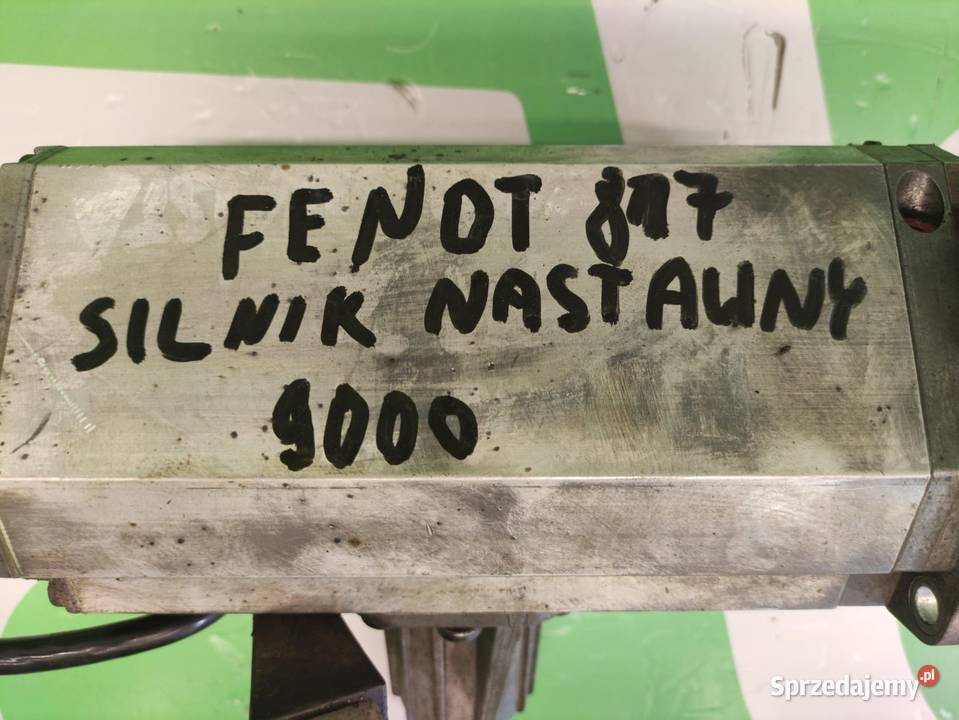 FENDT 817
SILNIK NASTAWNY
9000
Sprzedajemy.pl